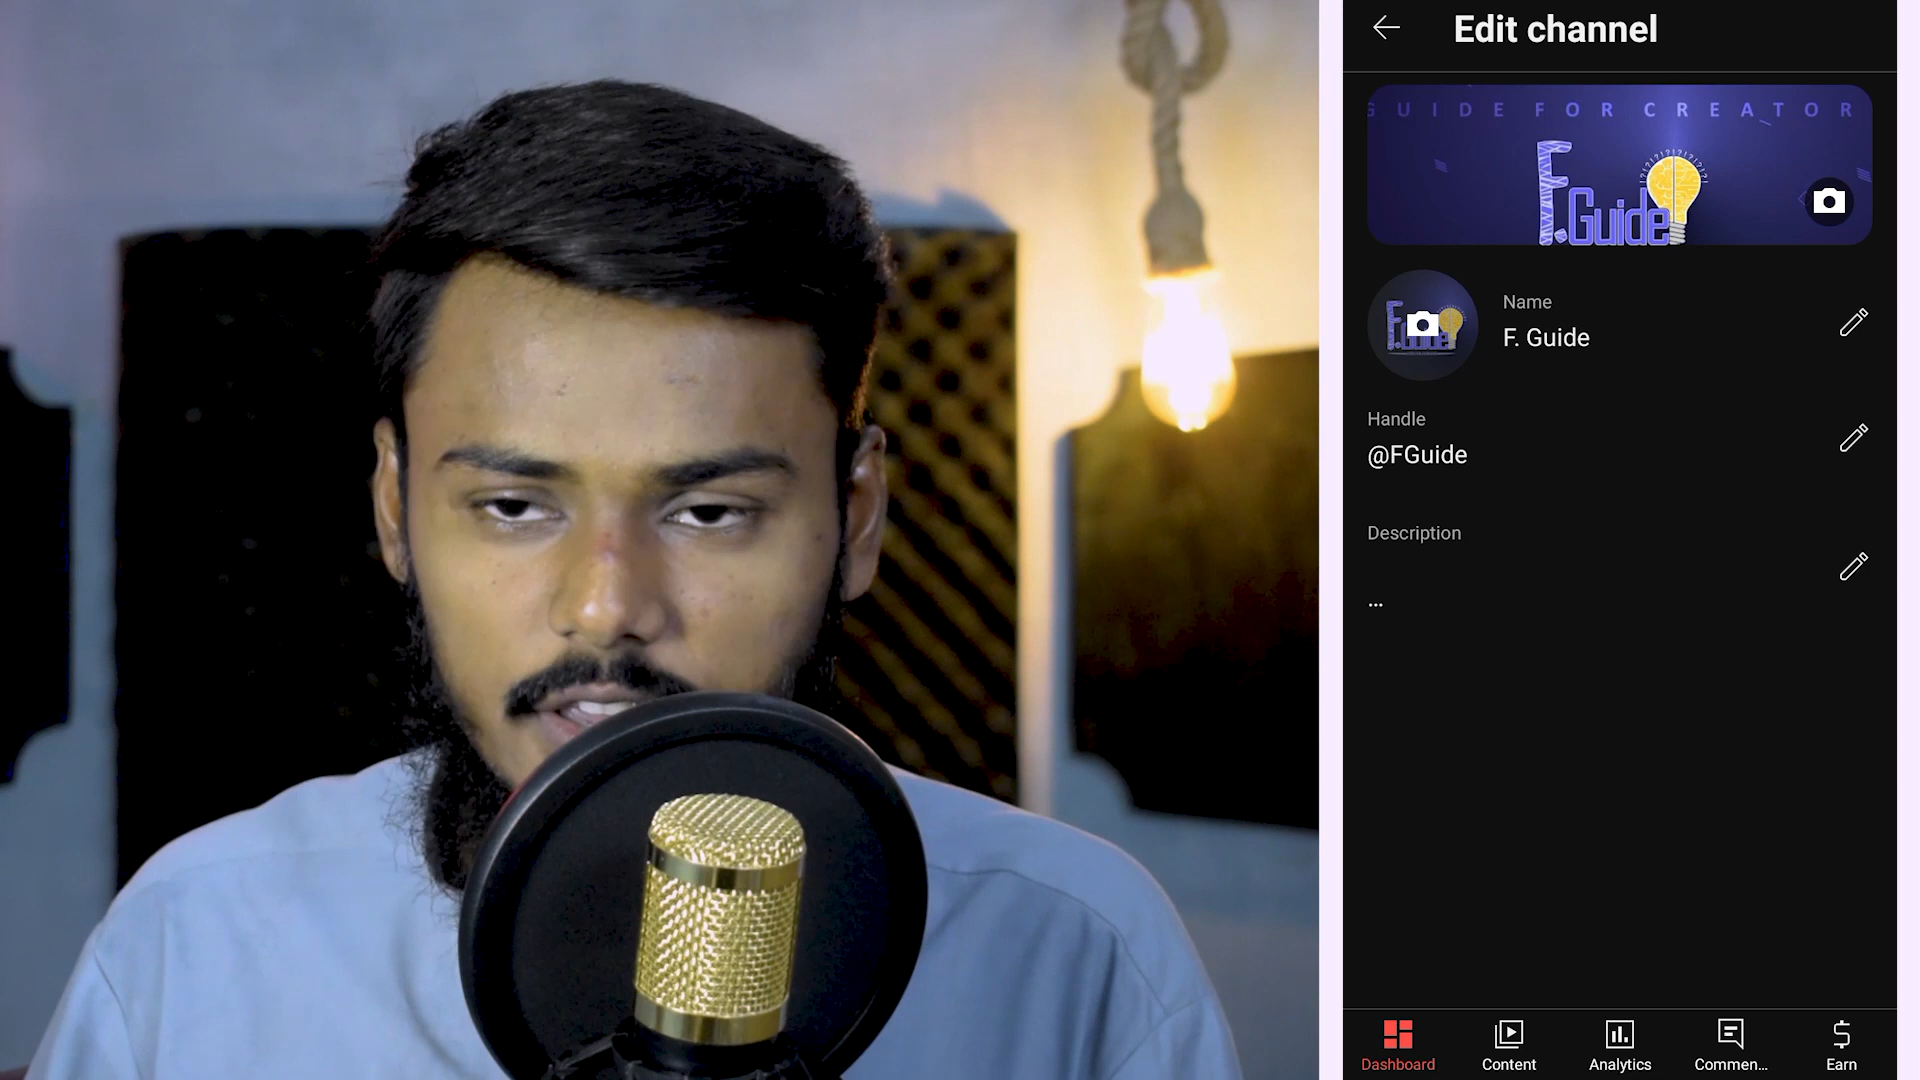 Edit channel
GUIDE FOR CREATOR
F.Guide
Name
F. Guide
Handle
@FGuide
Description
...
Dashboard
Content
Analytics
Commen...
Earn